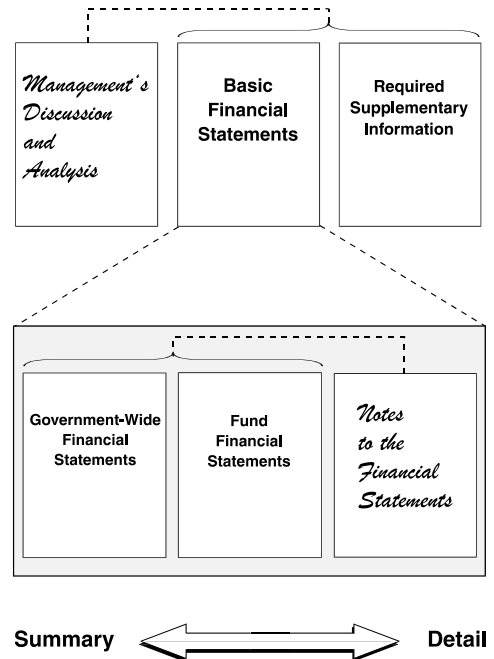 Management's
Discussion
and
Analysis
Basic
Financial
Statements
Required
Supplementary
Information
Government-Wide
Financial
Statements
Fund
Financial
Statements
Notes
to the
Financial
Statements
Summary
Detail